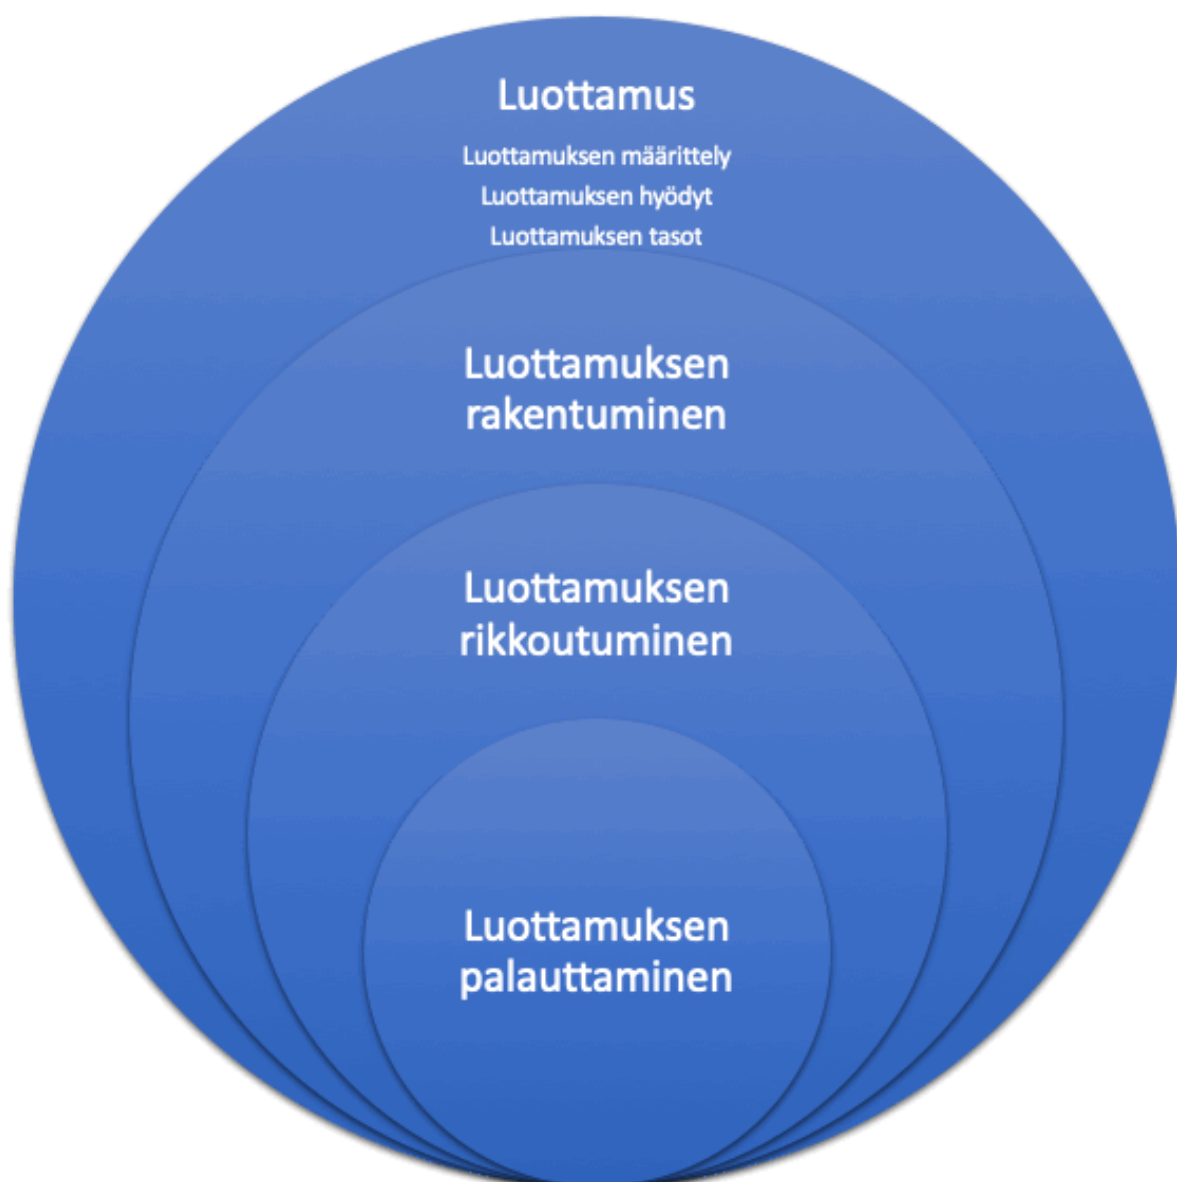 Luottamus
Luottamuksen määrittely
Luottamuksen hyödyt
Luottamuksen tasot
Luottamuksen
rakentuminen
Luottamuksen
rikkoutuminen
Luottamuksen
palauttaminen